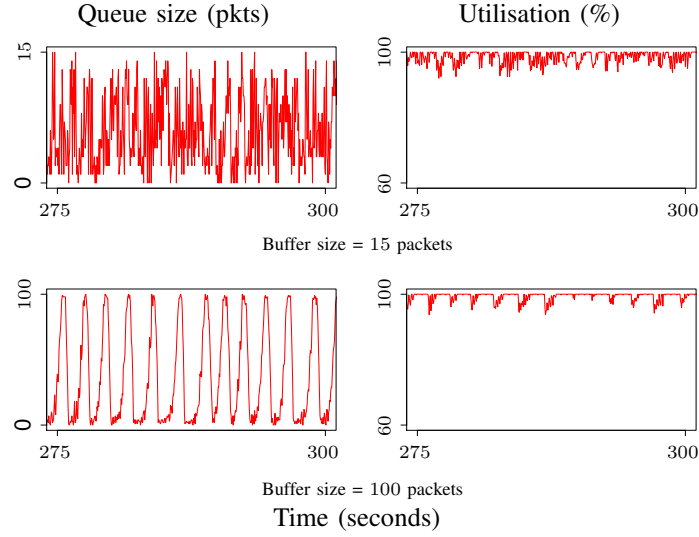 Queue size (pkts) Utilisation (%)
15 100
0 60
275 300 275 300
Buffer size = 15 packets
100 100
0 60
275 300 275 300
Buffer size = 100 packets
Time (seconds)